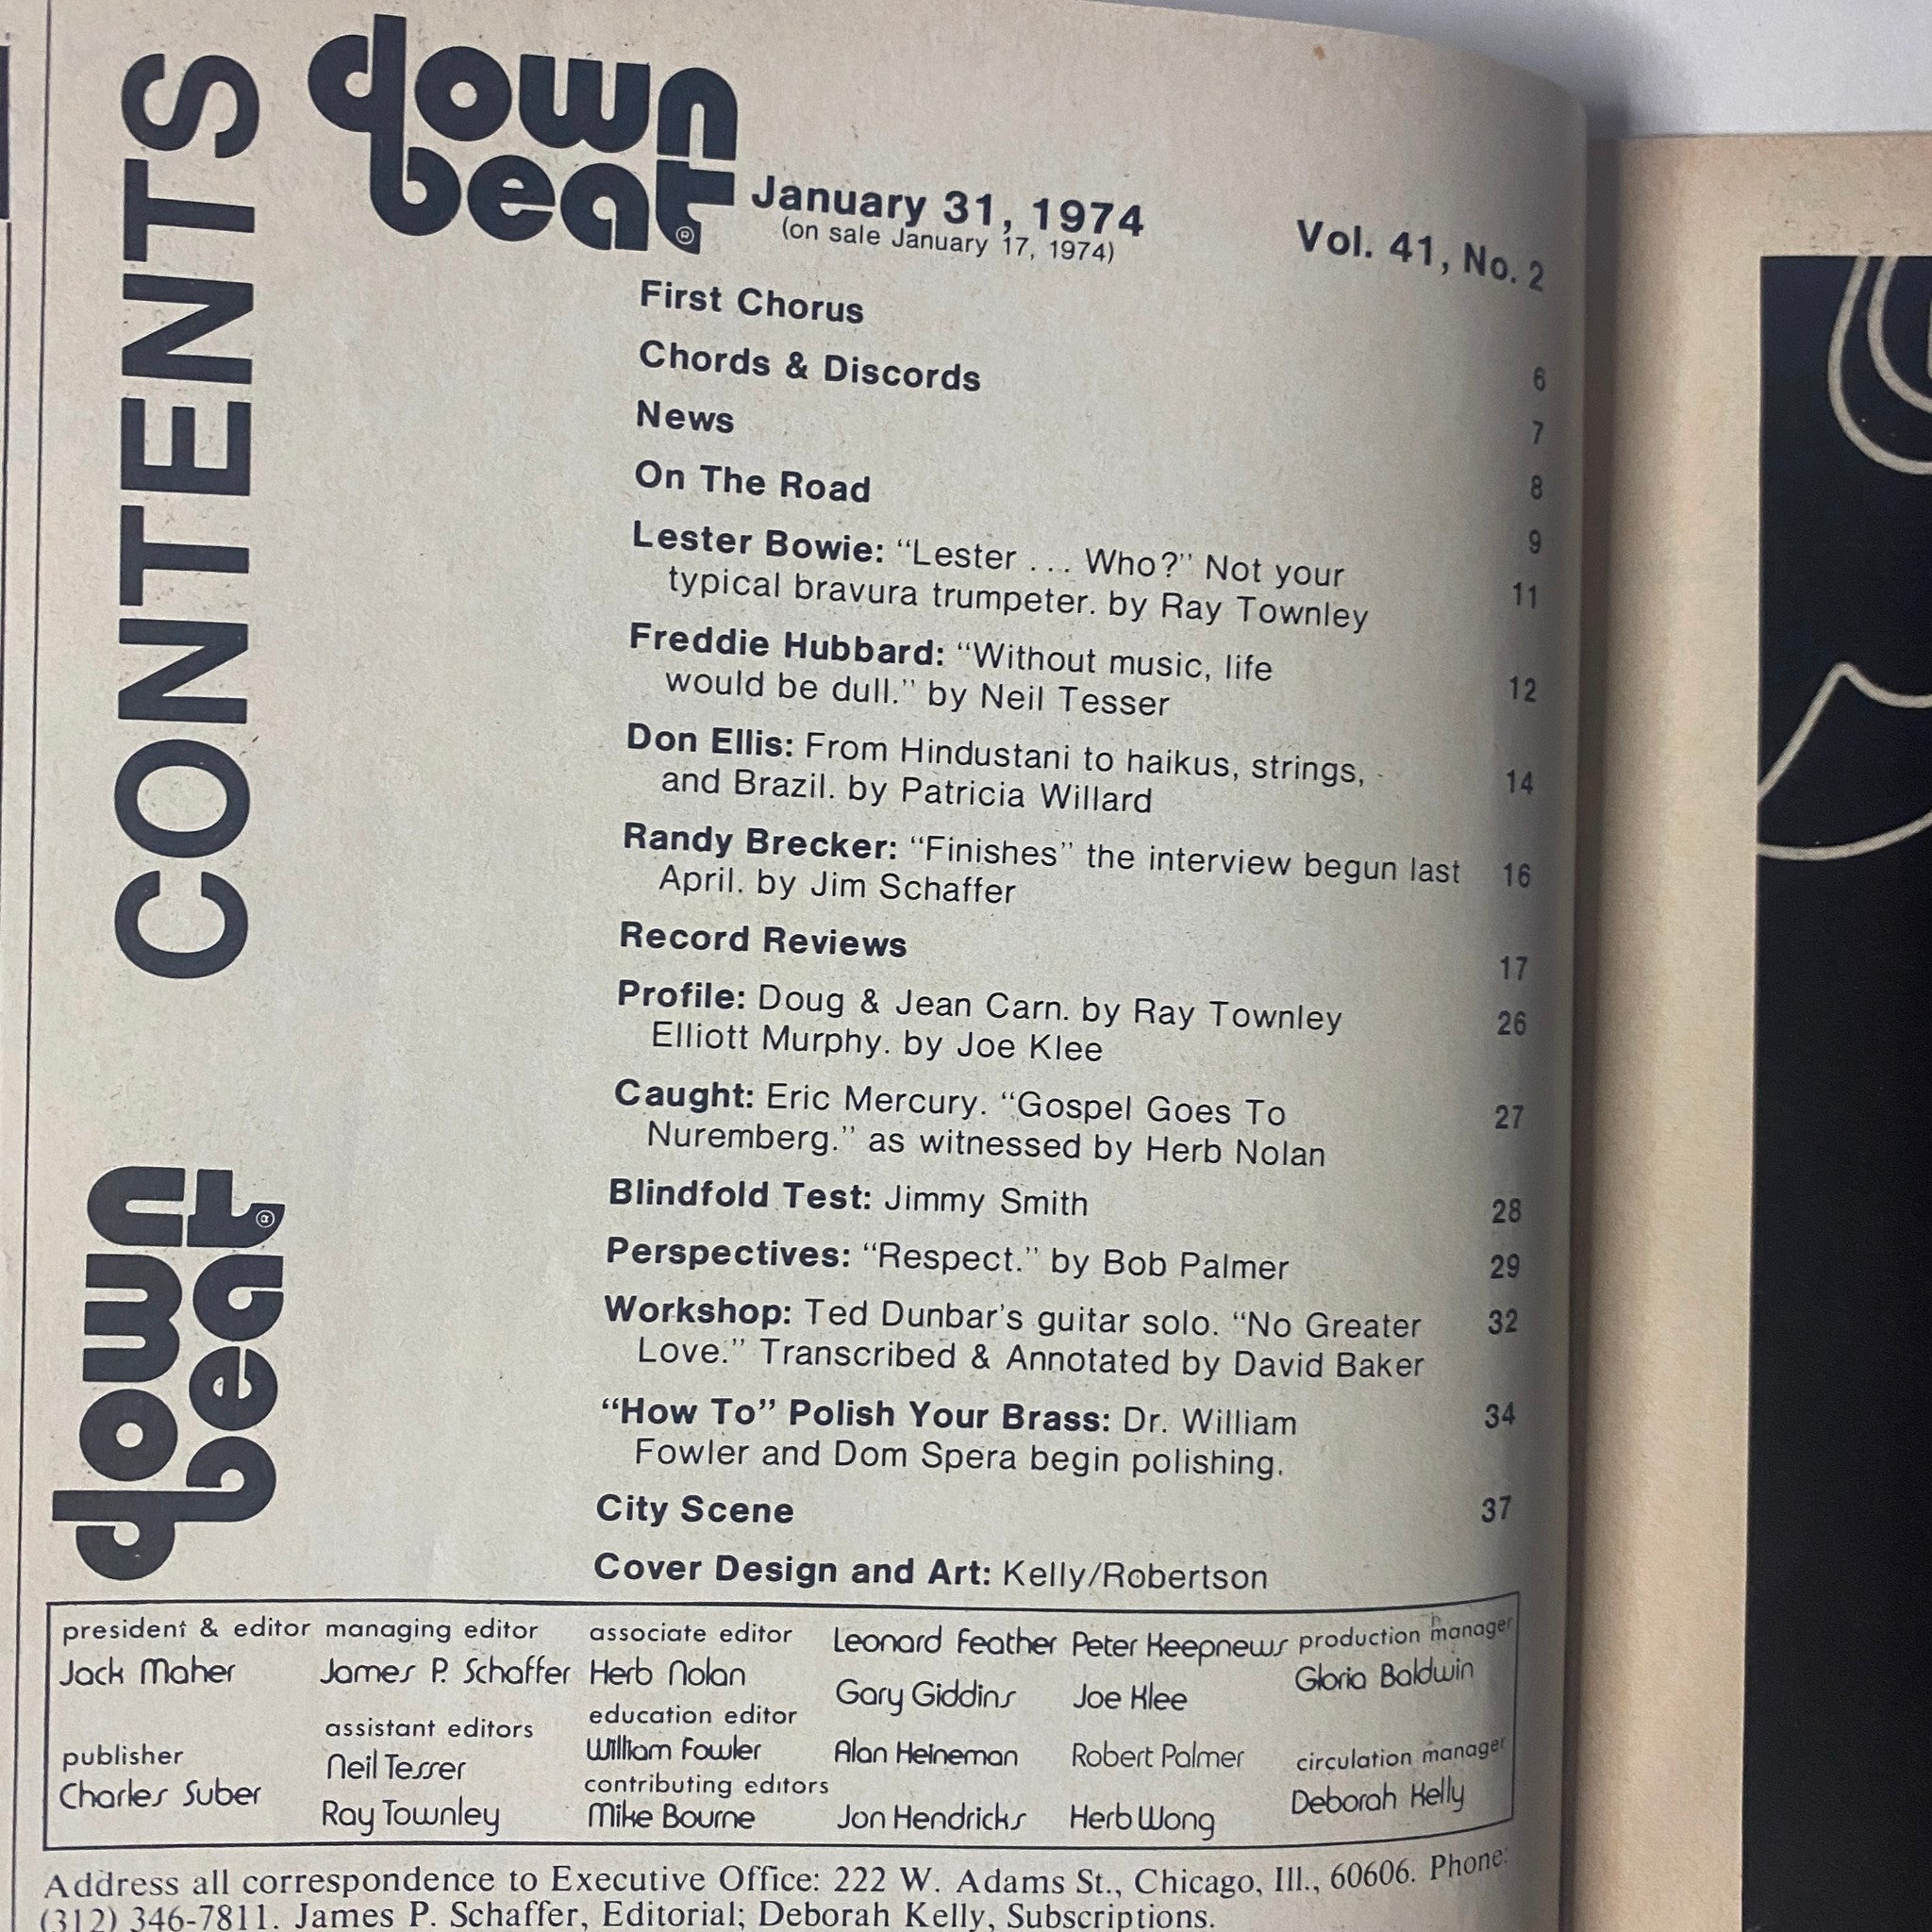 CONTENTS
down
beat®
January 31, 1974
(on sale January 17, 1974)
Vol. 41, No. 2
First Chorus 6
Chords & Discords 7
News 8
On The Road 9
Lester Bowie: “Lester . . . Who?” Not your 11
typical bravura trumpeter. by Ray Townley
Freddie Hubbard: “Without music, life 12
would be dull.” by Neil Tesser
Don Ellis: From Hindustani to haikus, strings, 14
and Brazil. by Patricia Willard
Randy Brecker: “Finishes” the interview begun last 16
April. by Jim Schaffer
Record Reviews 17
Profile: Doug & Jean Carn. by Ray Townley 26
Elliott Murphy. by Joe Klee
Caught: Eric Mercury. “Gospel Goes To 27
Nuremberg.” as witnessed by Herb Nolan
Blindfold Test: Jimmy Smith 28
Perspectives: “Respect.” by Bob Palmer 29
Workshop: Ted Dunbar's guitar solo. “No Greater 32
Love.” Transcribed & Annotated by David Baker
“How To” Polish Your Brass: Dr. William 34
Fowler and Dom Spera begin polishing.
City Scene 37
Cover Design and Art: Kelly/Robertson
down
beat®
president & editor
Jack Maher
publisher
Charles Suber
managing editor
James P. Schaffer
assistant editors
Neil Tesser
Ray Townley
associate editor
Herb Nolan
education editor
William Fowler
contributing editors
Mike Bourne
Leonard Feather
Gary Giddins
Alan Heineman
Jon Hendricks
Peter Keepnews
Joe Klee
Robert Palmer
Herb Wong
production manager
Gloria Baldwin
circulation manager
Deborah Kelly
Address all correspondence to Executive Office: 222 W. Adams St., Chicago, Ill., 60606. Phone:
(312) 346-7811. James P. Schaffer, Editorial; Deborah Kelly, Subscriptions.